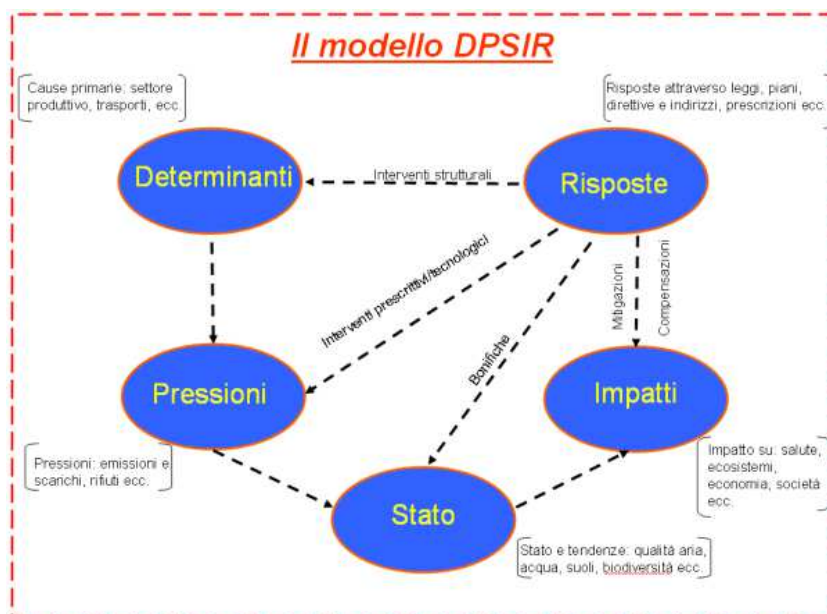 Il modello DPSIR
Cause primarie: settore
produttivo, trasporti, ecc.
Risposte attraverso leggi, piani,
direttive e indirizzi, prescrizioni ecc.
Determinanti
Interventi strutturali
Risposte
Interventi prescrittivi/tecnologici
Bonifiche
Mitigazioni
Compensazioni
Pressioni
Impatti
Pressioni: emissioni e
scarichi, rifiuti ecc.
Impatto su: salute,
ecosistemi,
economia, società
ecc.
Stato
Stato e tendenze: qualità aria,
acqua, suoli, biodiversità ecc.